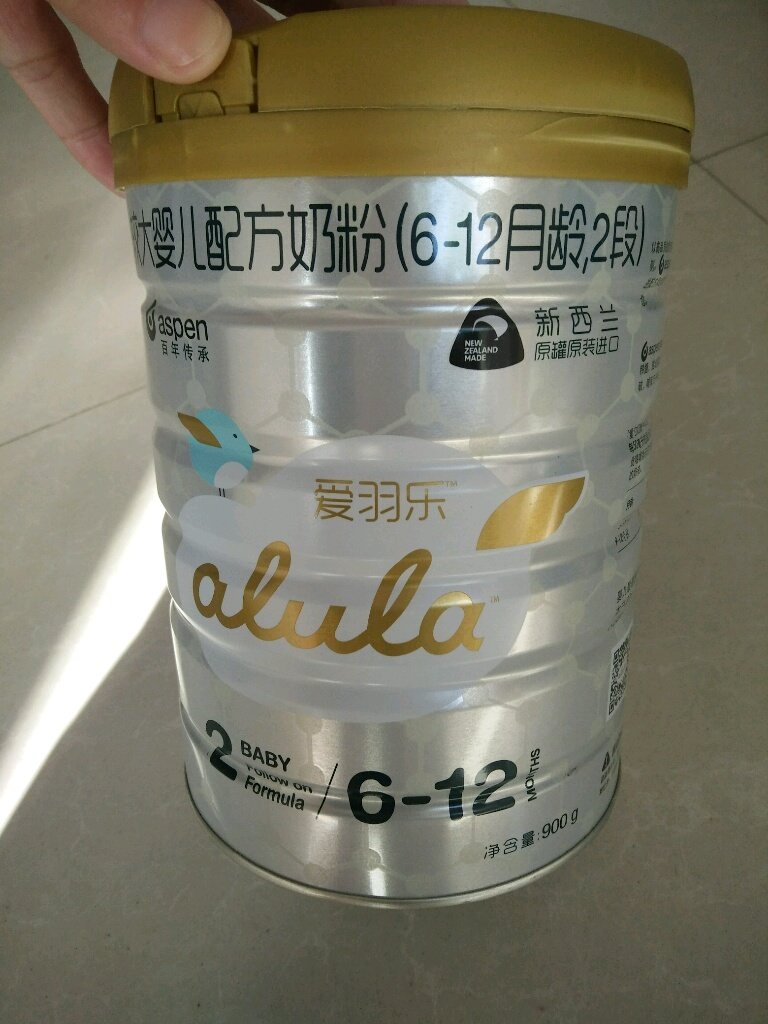 大婴儿配方奶粉(6-12月龄,2段)
aspen
百年传承
NEW
ZEALAND
MADE
新西兰
原罐原装进口
爱羽乐™
alula™
2 BABY
Follow on
Formula / 6-12 MONTHS
净含量:900g